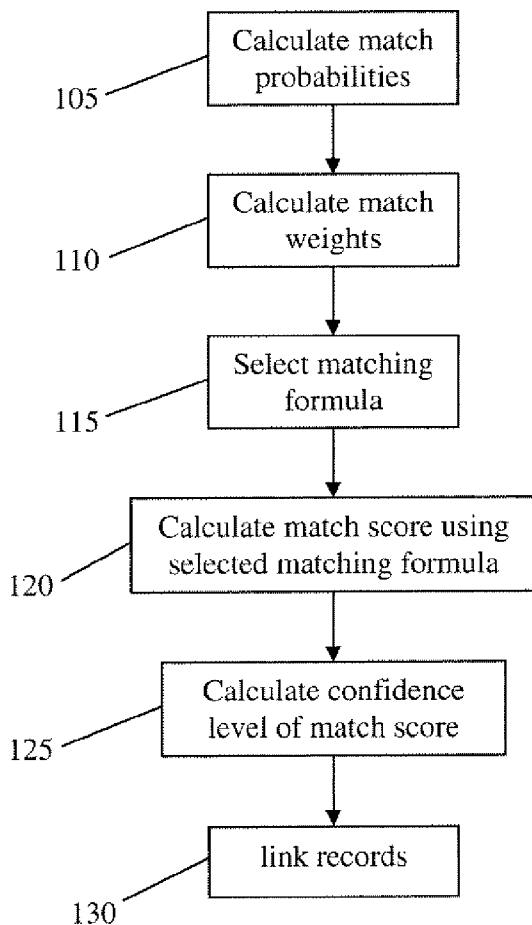 Calculate match
probabilities
105
Calculate match
weights
110
Select matching
formula
115
Calculate match score using
selected matching formula
120
Calculate confidence
level of match score
125
link records
130